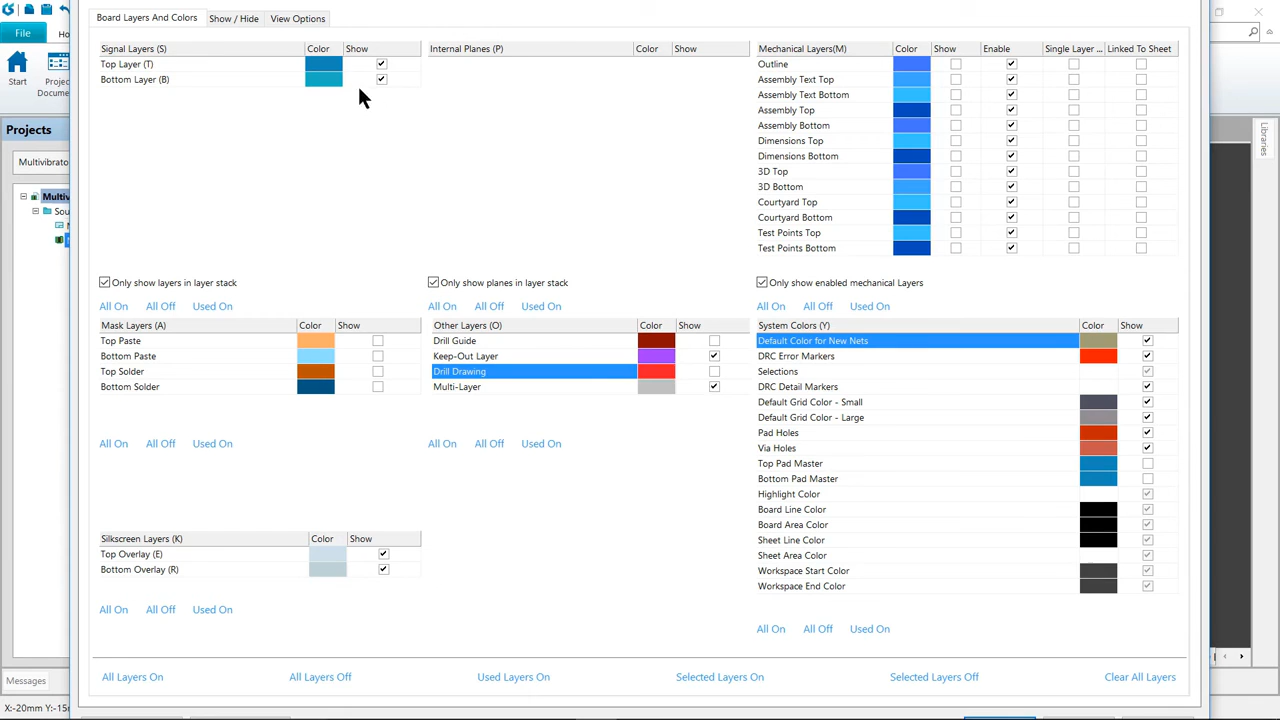 Board Layers And Colors Show / Hide View Options
File Ho
Start Proje
Docume
Projects
Multivibrato
Multiv
Sou
Libraries
Signal Layers (S) Color Show
Top Layer (T)
Bottom Layer (B)
Only show layers in layer stack
All On All Off Used On
Internal Planes (P) Color Show
Only show planes in layer stack
All On All Off Used On
Mechanical Layers(M) Color Show Enable Single Layer ... Linked To Sheet
Outline
Assembly Text Top
Assembly Text Bottom
Assembly Top
Assembly Bottom
Dimensions Top
Dimensions Bottom
3D Top
3D Bottom
Courtyard Top
Courtyard Bottom
Test Points Top
Test Points Bottom
Only show enabled mechanical Layers
All On All Off Used On
Mask Layers (A) Color Show
Top Paste
Bottom Paste
Top Solder
Bottom Solder
All On All Off Used On
Other Layers (O) Color Show
Drill Guide
Keep-Out Layer
Drill Drawing
Multi-Layer
All On All Off Used On
System Colors (Y) Color Show
Default Color for New Nets
DRC Error Markers
Selections
DRC Detail Markers
Default Grid Color - Small
Default Grid Color - Large
Pad Holes
Via Holes
Top Pad Master
Bottom Pad Master
Highlight Color
Board Line Color
Board Area Color
Sheet Line Color
Sheet Area Color
Workspace Start Color
Workspace End Color
All On All Off Used On
Silkscreen Layers (K) Color Show
Top Overlay (E)
Bottom Overlay (R)
All On All Off Used On
All Layers On All Layers Off Used Layers On Selected Layers On Selected Layers Off Clear All Layers
Messages
X:-20mm Y:-15m